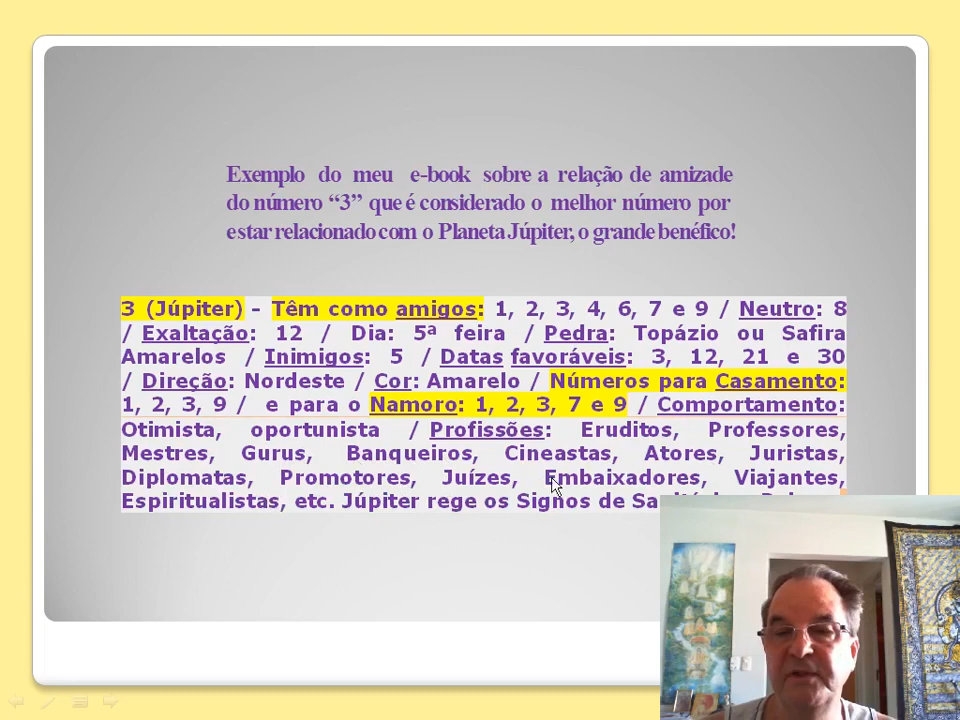 Exemplo do meu e-book sobre a relação de amizade
do número “3” que é considerado o melhor número por
estar relacionado com o Planeta Júpiter, o grande benéfico!
3 (Júpiter) - Têm como amigos: 1, 2, 3, 4, 6, 7 e 9 / Neutro: 8
/ Exaltação: 12 / Dia: 5ª feira / Pedra: Topázio ou Safira
Amarelos / Inimigos: 5 / Datas favoráveis: 3, 12, 21 e 30
/ Direção: Nordeste / Cor: Amarelo / Números para Casamento:
1, 2, 3, 9 / e para o Namoro: 1, 2, 3, 7 e 9 / Comportamento:
Otimista, oportunista / Profissões: Eruditos, Professores,
Mestres, Gurus, Banqueiros, Cineastas, Atores, Juristas,
Diplomatas, Promotores, Juízes, Embaixadores, Viajantes,
Espiritualistas, etc. Júpiter rege os Signos de